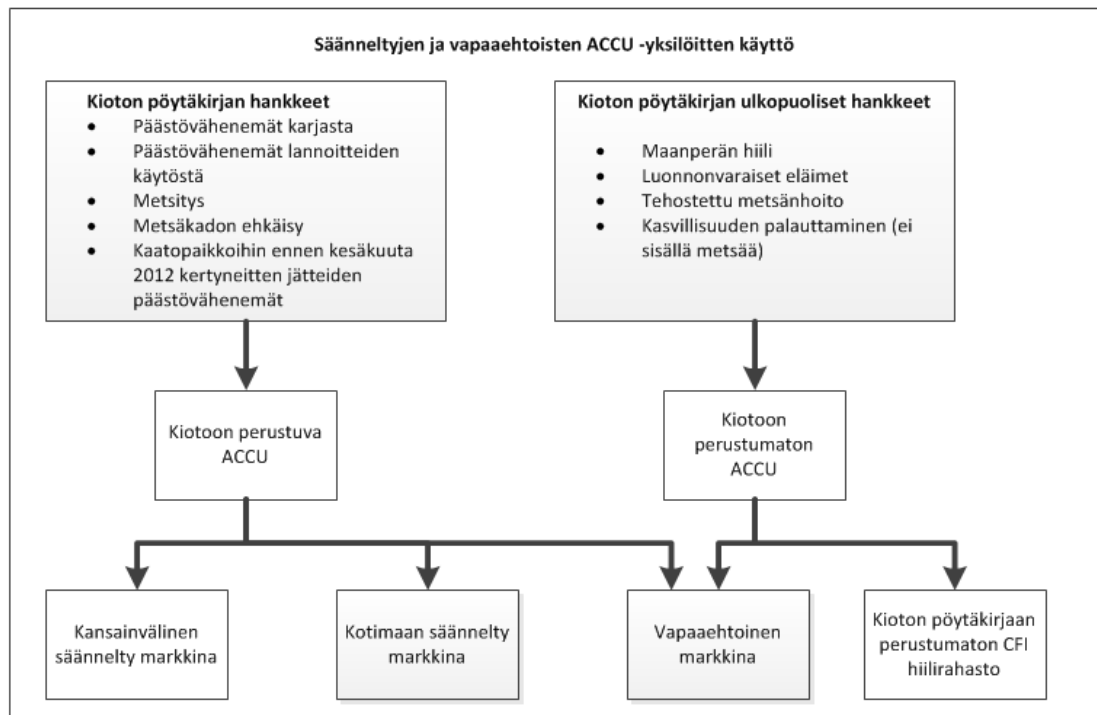 Säänneltyjen ja vapaaehtoisten ACCU -yksilöitten käyttö
Kioton pöytäkirjan hankkeet
• Päästövähenemät karjasta
• Päästövähenemät lannoitteiden
käytöstä
• Metsitys
• Metsäkadon ehkäisy
• Kaatopaikkoihin ennen kesäkuuta
2012 kertyneitten jätteiden
päästövähenemät
Kioton pöytäkirjan ulkopuoliset hankkeet
• Maanperän hiili
• Luonnonvaraiset eläimet
• Tehostettu metsänhoito
• Kasvillisuuden palauttaminen (ei
sisällä metsää)
Kiotoon perustuva
ACCU
Kiotoon
perustumaton
ACCU
Kansainvälinen
säännelty markkina
Kotimaan säännelty
markkina
Vapaaehtoinen
markkina
Kioton pöytäkirjaan
perustumaton CFI
hiilirahasto